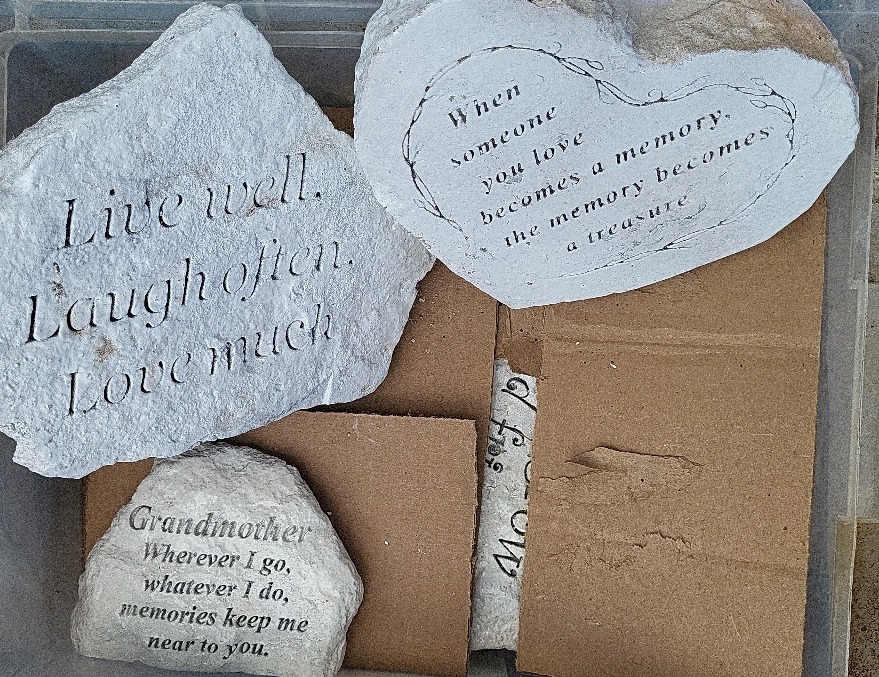 Live well,
Laugh often,
Love much
When
someone
you love
becomes a memory,
the memory becomes
a treasure
Grandmother
Wherever I go,
whatever I do,
memories keep me
near to you.